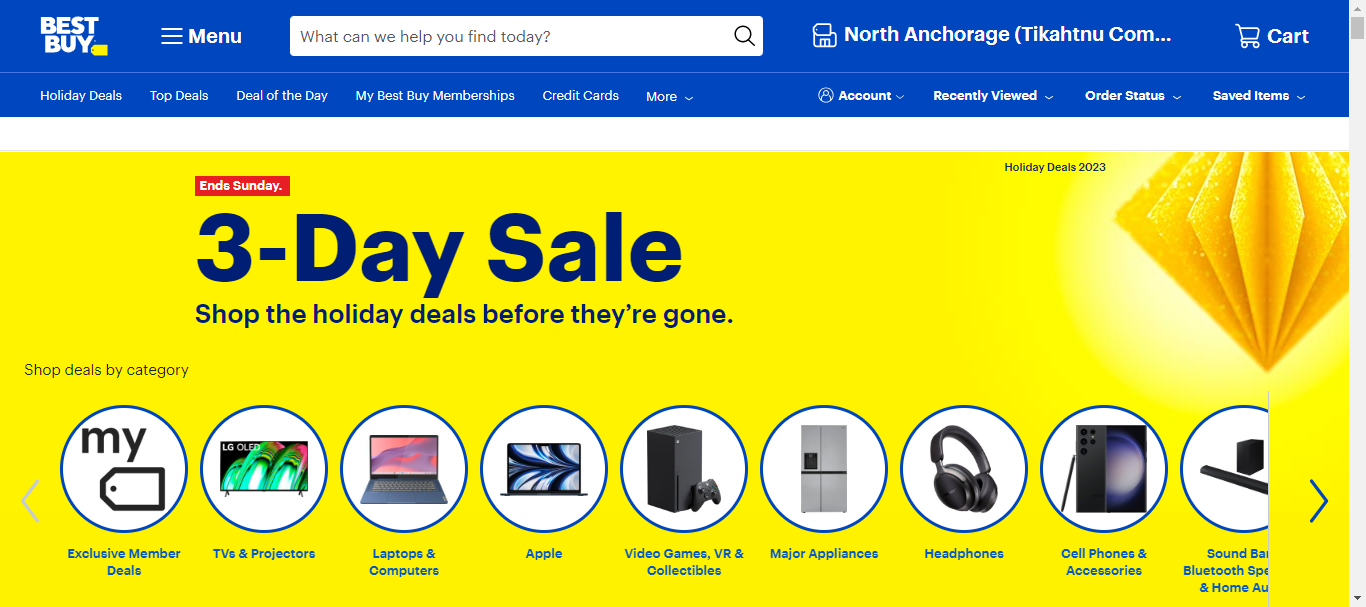 BEST
BUY
Menu
What can we help you find today?
North Anchorage (Tikahtnu Com...
Cart
Holiday Deals
Top Deals
Deal of the Day
My Best Buy Memberships
Credit Cards
More
Account
Recently Viewed
Order Status
Saved Items
Holiday Deals 2023
Ends Sunday.
3-Day Sale
Shop the holiday deals before they’re gone.
Shop deals by category
my
LG OLED
Exclusive Member
Deals
TVs & Projectors
Laptops &
Computers
Apple
Video Games, VR &
Collectibles
Major Appliances
Headphones
Cell Phones &
Accessories
Sound Bar
Bluetooth Spe
& Home Au